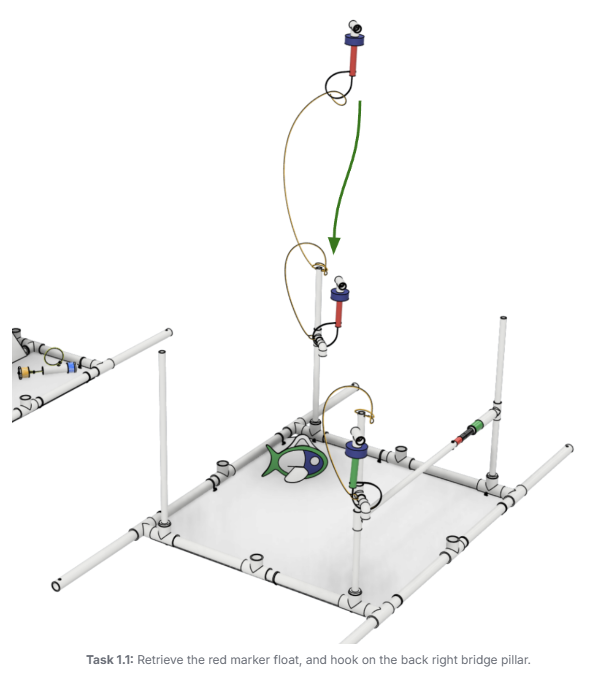 Task 1.1: Retrieve the red marker float, and hook on the back right bridge pillar.